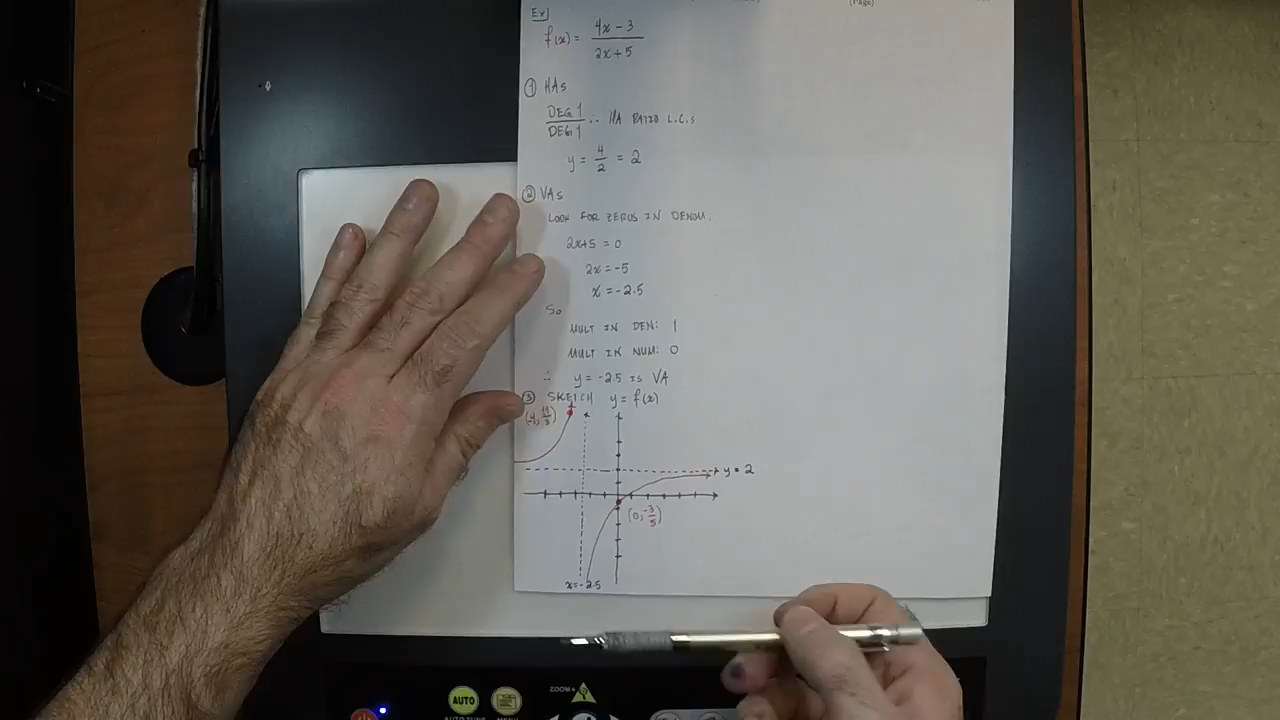 Ex
f(x) = 4x - 3
2x + 5
① HAs
DEG 1
DEG 1
∴ HA RATIO L.C.s
y = 4/2 = 2
② VAs
LOOK FOR ZEROS IN DENOM.
2x+5 = 0
2x = -5
x = -2.5
So
MULT IN DEN: 1
MULT IN NUM: 0
∴ y = -2.5 IS VA
③ SKETCH y = f(x)
y = 2
(0, -3/5)
x = -2.5
ZOOM
AUTO